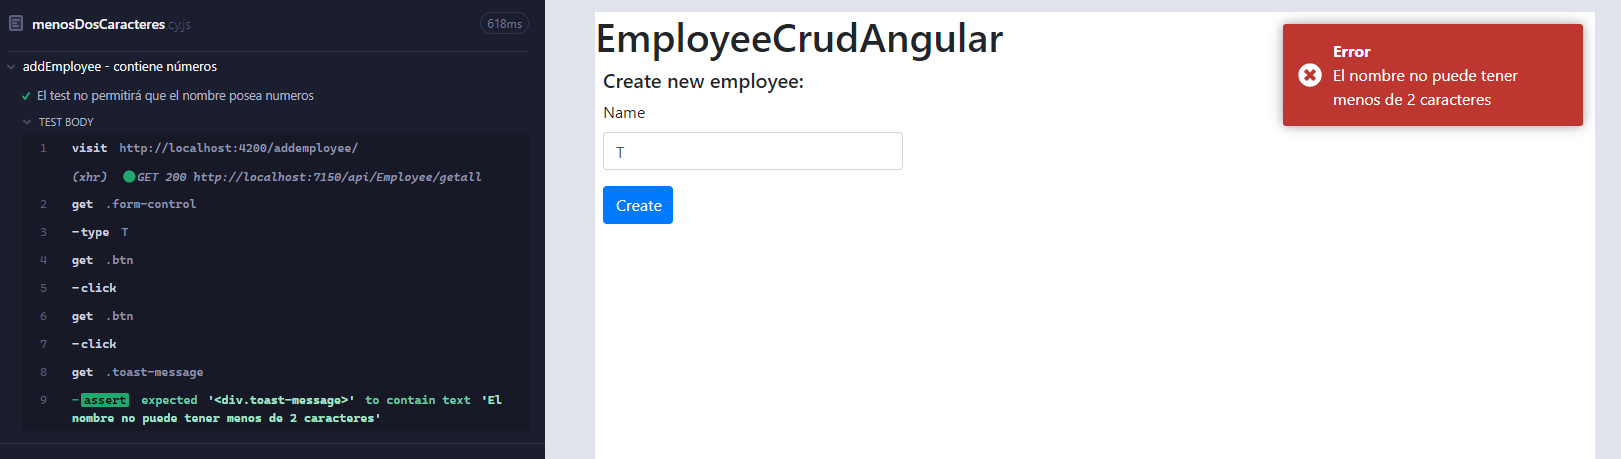 menosDosCaracteres.cy.js
618ms
addEmployee - contiene números
El test no permitirá que el nombre posea numeros
TEST BODY
1 visit http://localhost:4200/addemployee/
(xhr) GET 200 http://localhost:7150/api/Employee/getall
2 get .form-control
3 -type T
4 get .btn
5 -click
6 get .btn
7 -click
8 get .toast-message
9 -assert expected '<div.toast-message>' to contain text 'El
nombre no puede tener menos de 2 caracteres'
EmployeeCrudAngular
Create new employee:
Name
T
Create
Error
El nombre no puede tener
menos de 2 caracteres